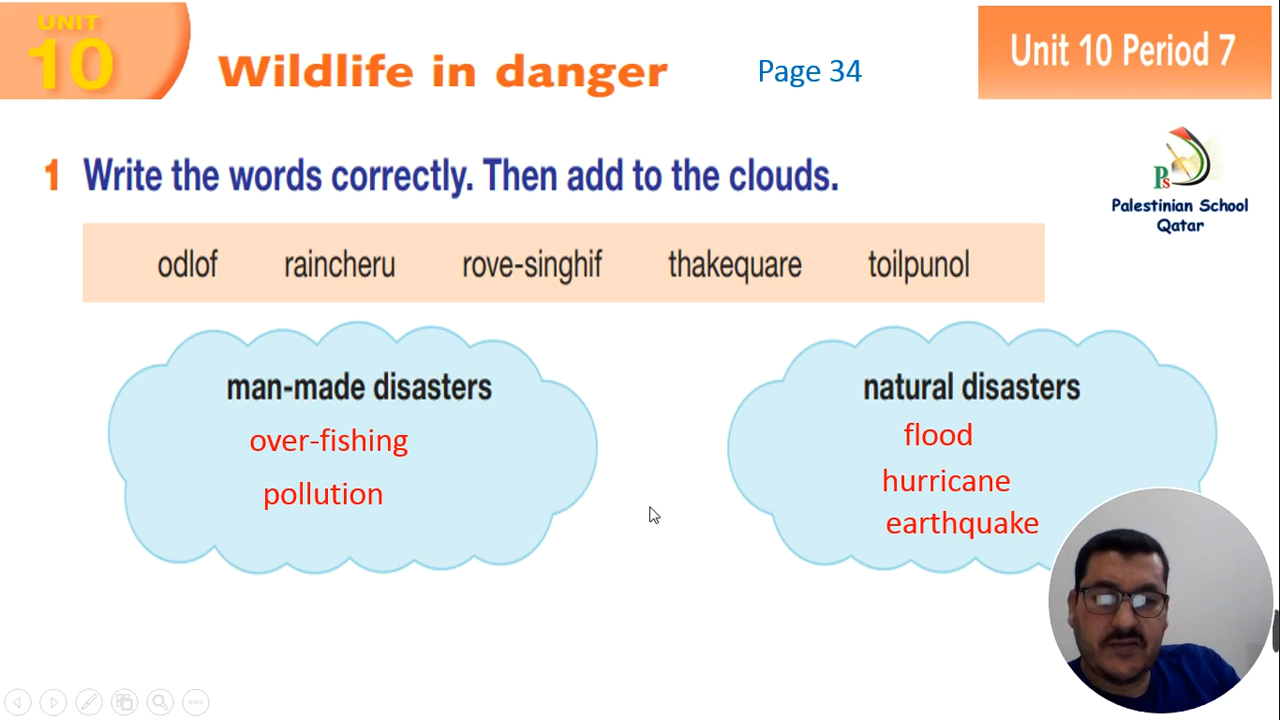 UNIT
10
Wildlife in danger
Page 34
Unit 10 Period 7
1 Write the words correctly. Then add to the clouds.
Ps
Palestinian School
Qatar
odlof raincheru rove-singhif thakequare toilpunol
man-made disasters
over-fishing
pollution
natural disasters
flood
hurricane
earthquake